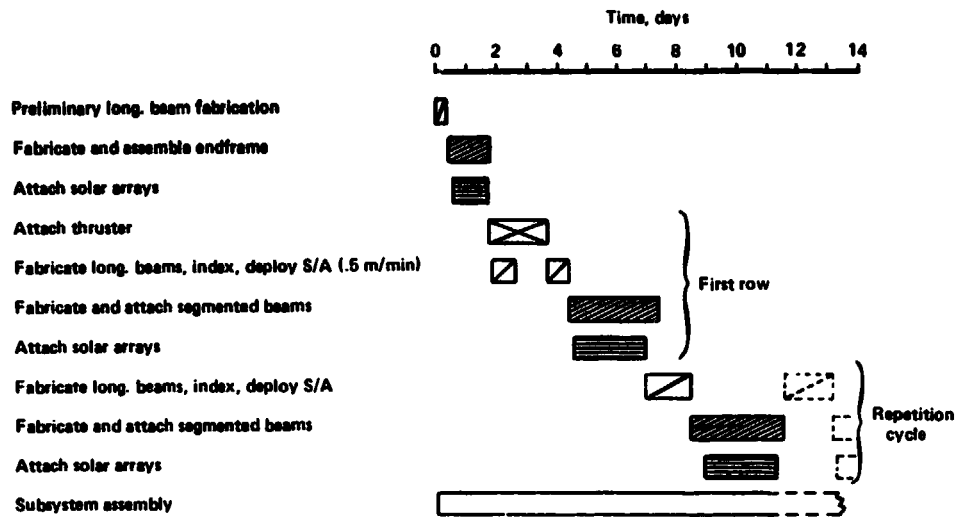 Time, days
0 2 4 6 8 10 12 14
Preliminary long. beam fabrication
Fabricate and assemble endframe
Attach solar arrays
Attach thruster
Fabricate long. beams, index, deploy S/A (.5 m/min)
First row
Fabricate and attach segmented beams
Attach solar arrays
Fabricate long. beams, index, deploy S/A
Fabricate and attach segmented beams
Repetition
cycle
Attach solar arrays
Subsystem assembly